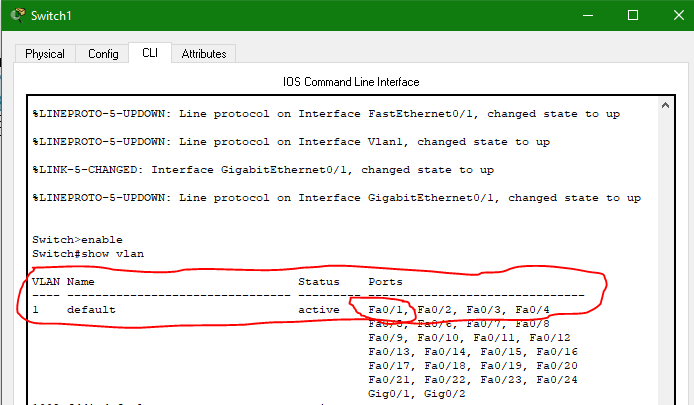 Switch1
Physical Config CLI Attributes
IOS Command Line Interface
%LINEPROTO-5-UPDOWN: Line protocol on Interface FastEthernet0/1, changed state to up
%LINEPROTO-5-UPDOWN: Line protocol on Interface Vlan1, changed state to up
%LINK-5-CHANGED: Interface GigabitEthernet0/1, changed state to up
%LINEPROTO-5-UPDOWN: Line protocol on Interface GigabitEthernet0/1, changed state to up
Switch>enable
Switch#show vlan
VLAN Name Status Ports
---- -------------------------------- --------- -------------------------------
1 default active Fa0/1, Fa0/2, Fa0/3, Fa0/4
Fa0/5, Fa0/6, Fa0/7, Fa0/8
Fa0/9, Fa0/10, Fa0/11, Fa0/12
Fa0/13, Fa0/14, Fa0/15, Fa0/16
Fa0/17, Fa0/18, Fa0/19, Fa0/20
Fa0/21, Fa0/22, Fa0/23, Fa0/24
Gig0/1, Gig0/2